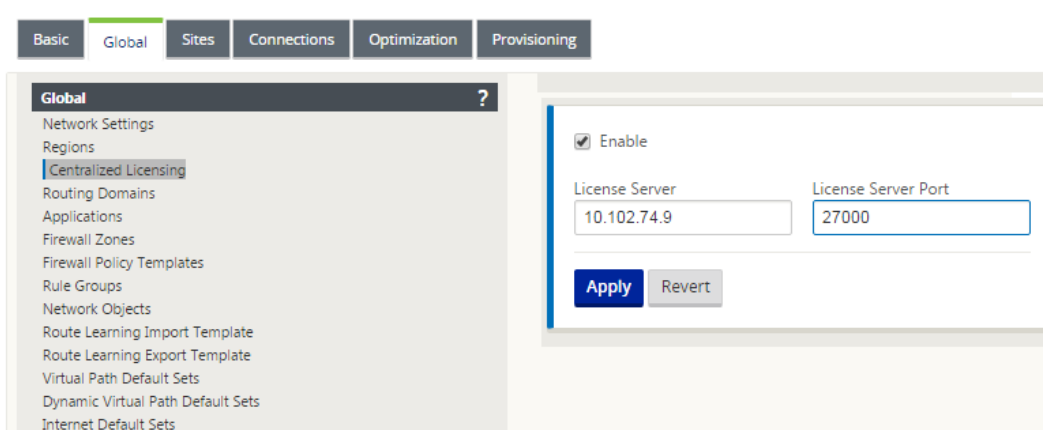 Basic Global Sites Connections Optimization Provisioning
Global ?
Network Settings
Regions
Centralized Licensing
Routing Domains
Applications
Firewall Zones
Firewall Policy Templates
Rule Groups
Network Objects
Route Learning Import Template
Route Learning Export Template
Virtual Path Default Sets
Dynamic Virtual Path Default Sets
Internet Default Sets
Enable
License Server License Server Port
10.102.74.9 27000
Apply Revert